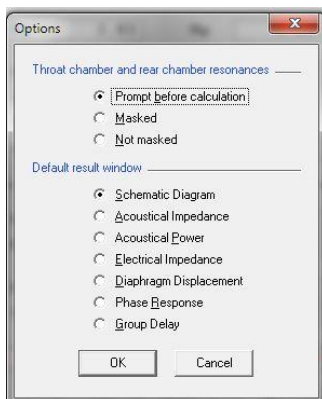 Options
Throat chamber and rear chamber resonances
Prompt before calculation
Masked
Not masked
Default result window
Schematic Diagram
Acoustical Impedance
Acoustical Power
Electrical Impedance
Diaphragm Displacement
Phase Response
Group Delay
OK Cancel